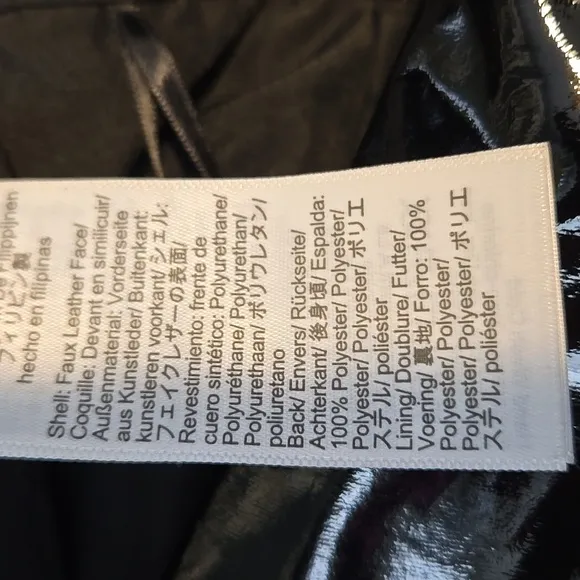 Filippijnen
フィリピン製
hecho en filipinas
Shell: Faux Leather Face/
Coquille: Devant en similicuir/
Außenmaterial: Vorderseite
aus Kunstleder/ Buitenkant:
kunstleren voorkant/ シェル:
フェイクレザーの表面/
Revestimiento: frente de
cuero sintético: Polyurethane/
Polyuréthane/ Polyurethan/
Polyurethaan/ ポリウレタン/
poliuretano
Back/ Envers/ Rückseite/
Achterkant/ 後身頃/ Espalda:
100% Polyester/ Polyester/
Polyester/ Polyester/ ポリエ
ステル/ poliéster
Lining/ Doublure/ Futter/
Voering/ 裏地/ Forro: 100%
Polyester/ Polyester/
Polyester/ Polyester/ ポリエ
ステル/ poliéster